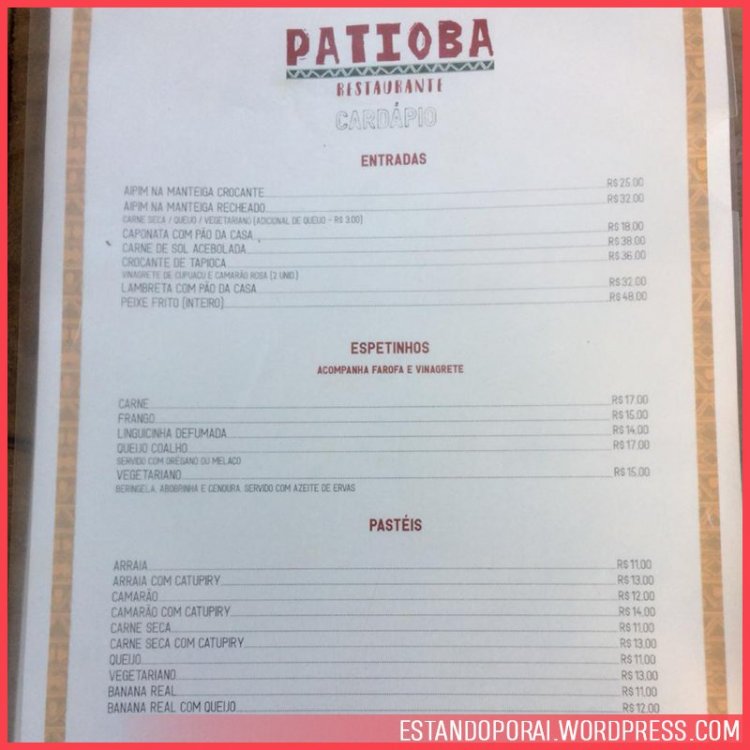 PATIOBA
RESTAURANTE
CARDÁPIO
ENTRADAS
AIPIM NA MANTEIGA CROCANTE R$ 25,00
AIPIM NA MANTEIGA RECHEADO R$ 32,00
CARNE SECA / QUEIJO / VEGETARIANO (ADICIONAL DE QUEIJO - R$ 3,00)
CAPONATA COM PÃO DA CASA R$ 18,00
CARNE DE SOL ACEBOLADA R$ 38,00
CROCANTE DE TAPIOCA R$ 36,00
VINAGRETE DE CUPUAÇU E CAMARÃO ROSA (2 UNID.)
LAMBRETA COM PÃO DA CASA R$ 32,00
PEIXE FRITO (INTEIRO) R$ 48,00
ESPETINHOS
ACOMPANHA FAROFA E VINAGRETE
CARNE R$ 17,00
FRANGO R$ 15,00
LINGUICINHA DEFUMADA R$ 14,00
QUEIJO COALHO R$ 17,00
SERVIDO COM ORÉGANO OU MELAÇO
VEGETARIANO R$ 15,00
BERINGELA, ABOBRINHA E CENOURA, SERVIDO COM AZEITE DE ERVAS
PASTÉIS
ARRAIA R$ 11,00
ARRAIA COM CATUPIRY R$ 13,00
CAMARÃO R$ 12,00
CAMARÃO COM CATUPIRY R$ 14,00
CARNE SECA R$ 11,00
CARNE SECA COM CATUPIRY R$ 13,00
QUEIJO R$ 11,00
VEGETARIANO R$ 13,00
BANANA REAL R$ 11,00
BANANA REAL COM QUEIJO R$ 12,00
ESTANDOPORAI.WORDPRESS.COM